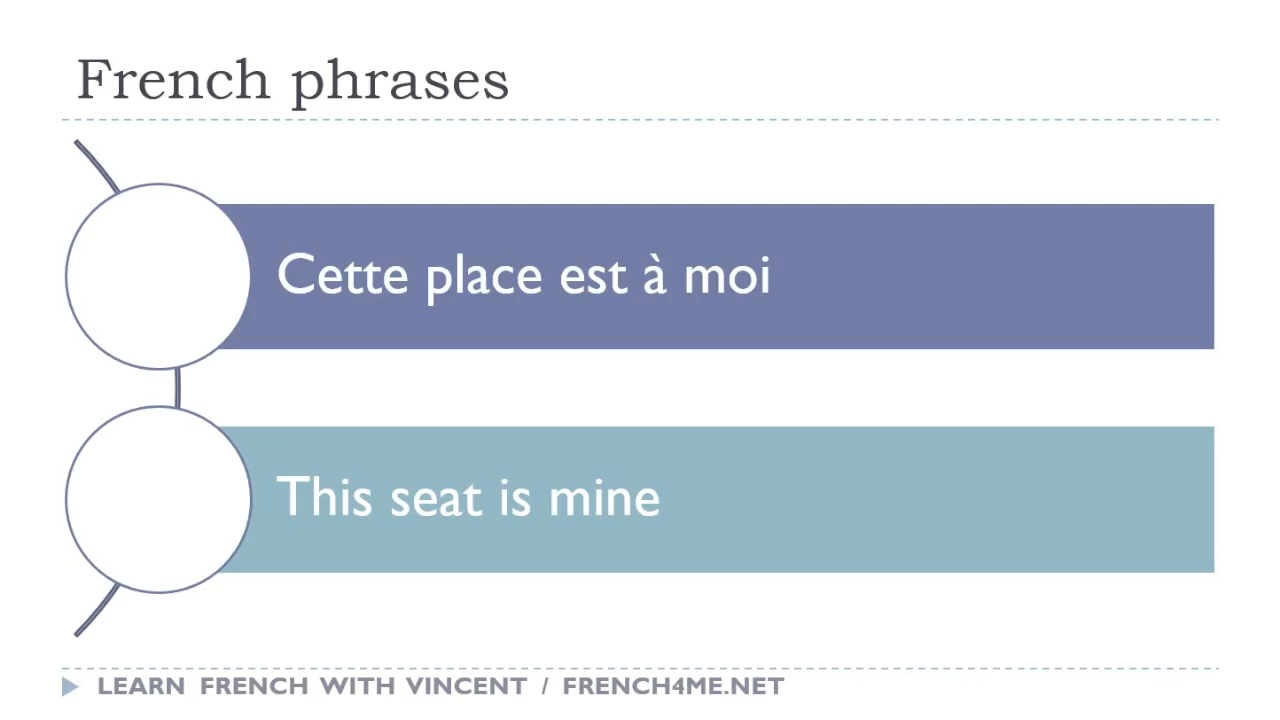 French phrases
Cette place est à moi
This seat is mine
LEARN FRENCH WITH VINCENT / FRENCH4ME.NET